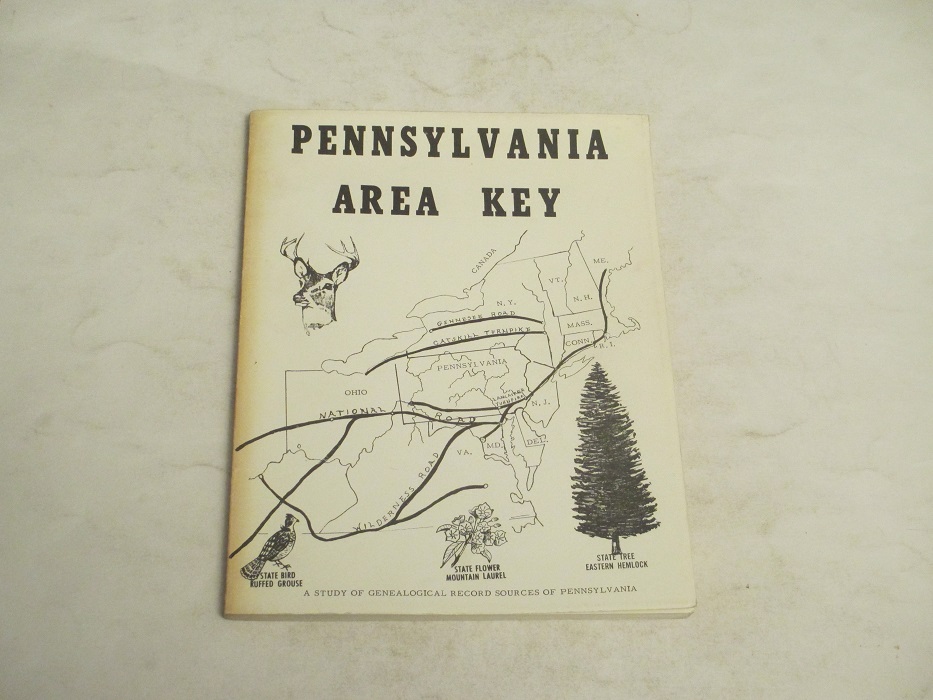 PENNSYLVANIA
AREA KEY
CANADA
ME.
VT.
N.H.
N.Y.
GENNESEE ROAD
MASS.
CATSKILL TURNPIKE
CONN.
R.I.
PENNSYLVANIA
OHIO
LANCASTER
TURNPIKE
N.J.
NATIONAL ROAD
MD.
DEL.
VA.
WILDERNESS ROAD
STATE BIRD
RUFFED GROUSE
STATE FLOWER
MOUNTAIN LAUREL
STATE TREE
EASTERN HEMLOCK
A STUDY OF GENEALOGICAL RECORD SOURCES OF PENNSYLVANIA